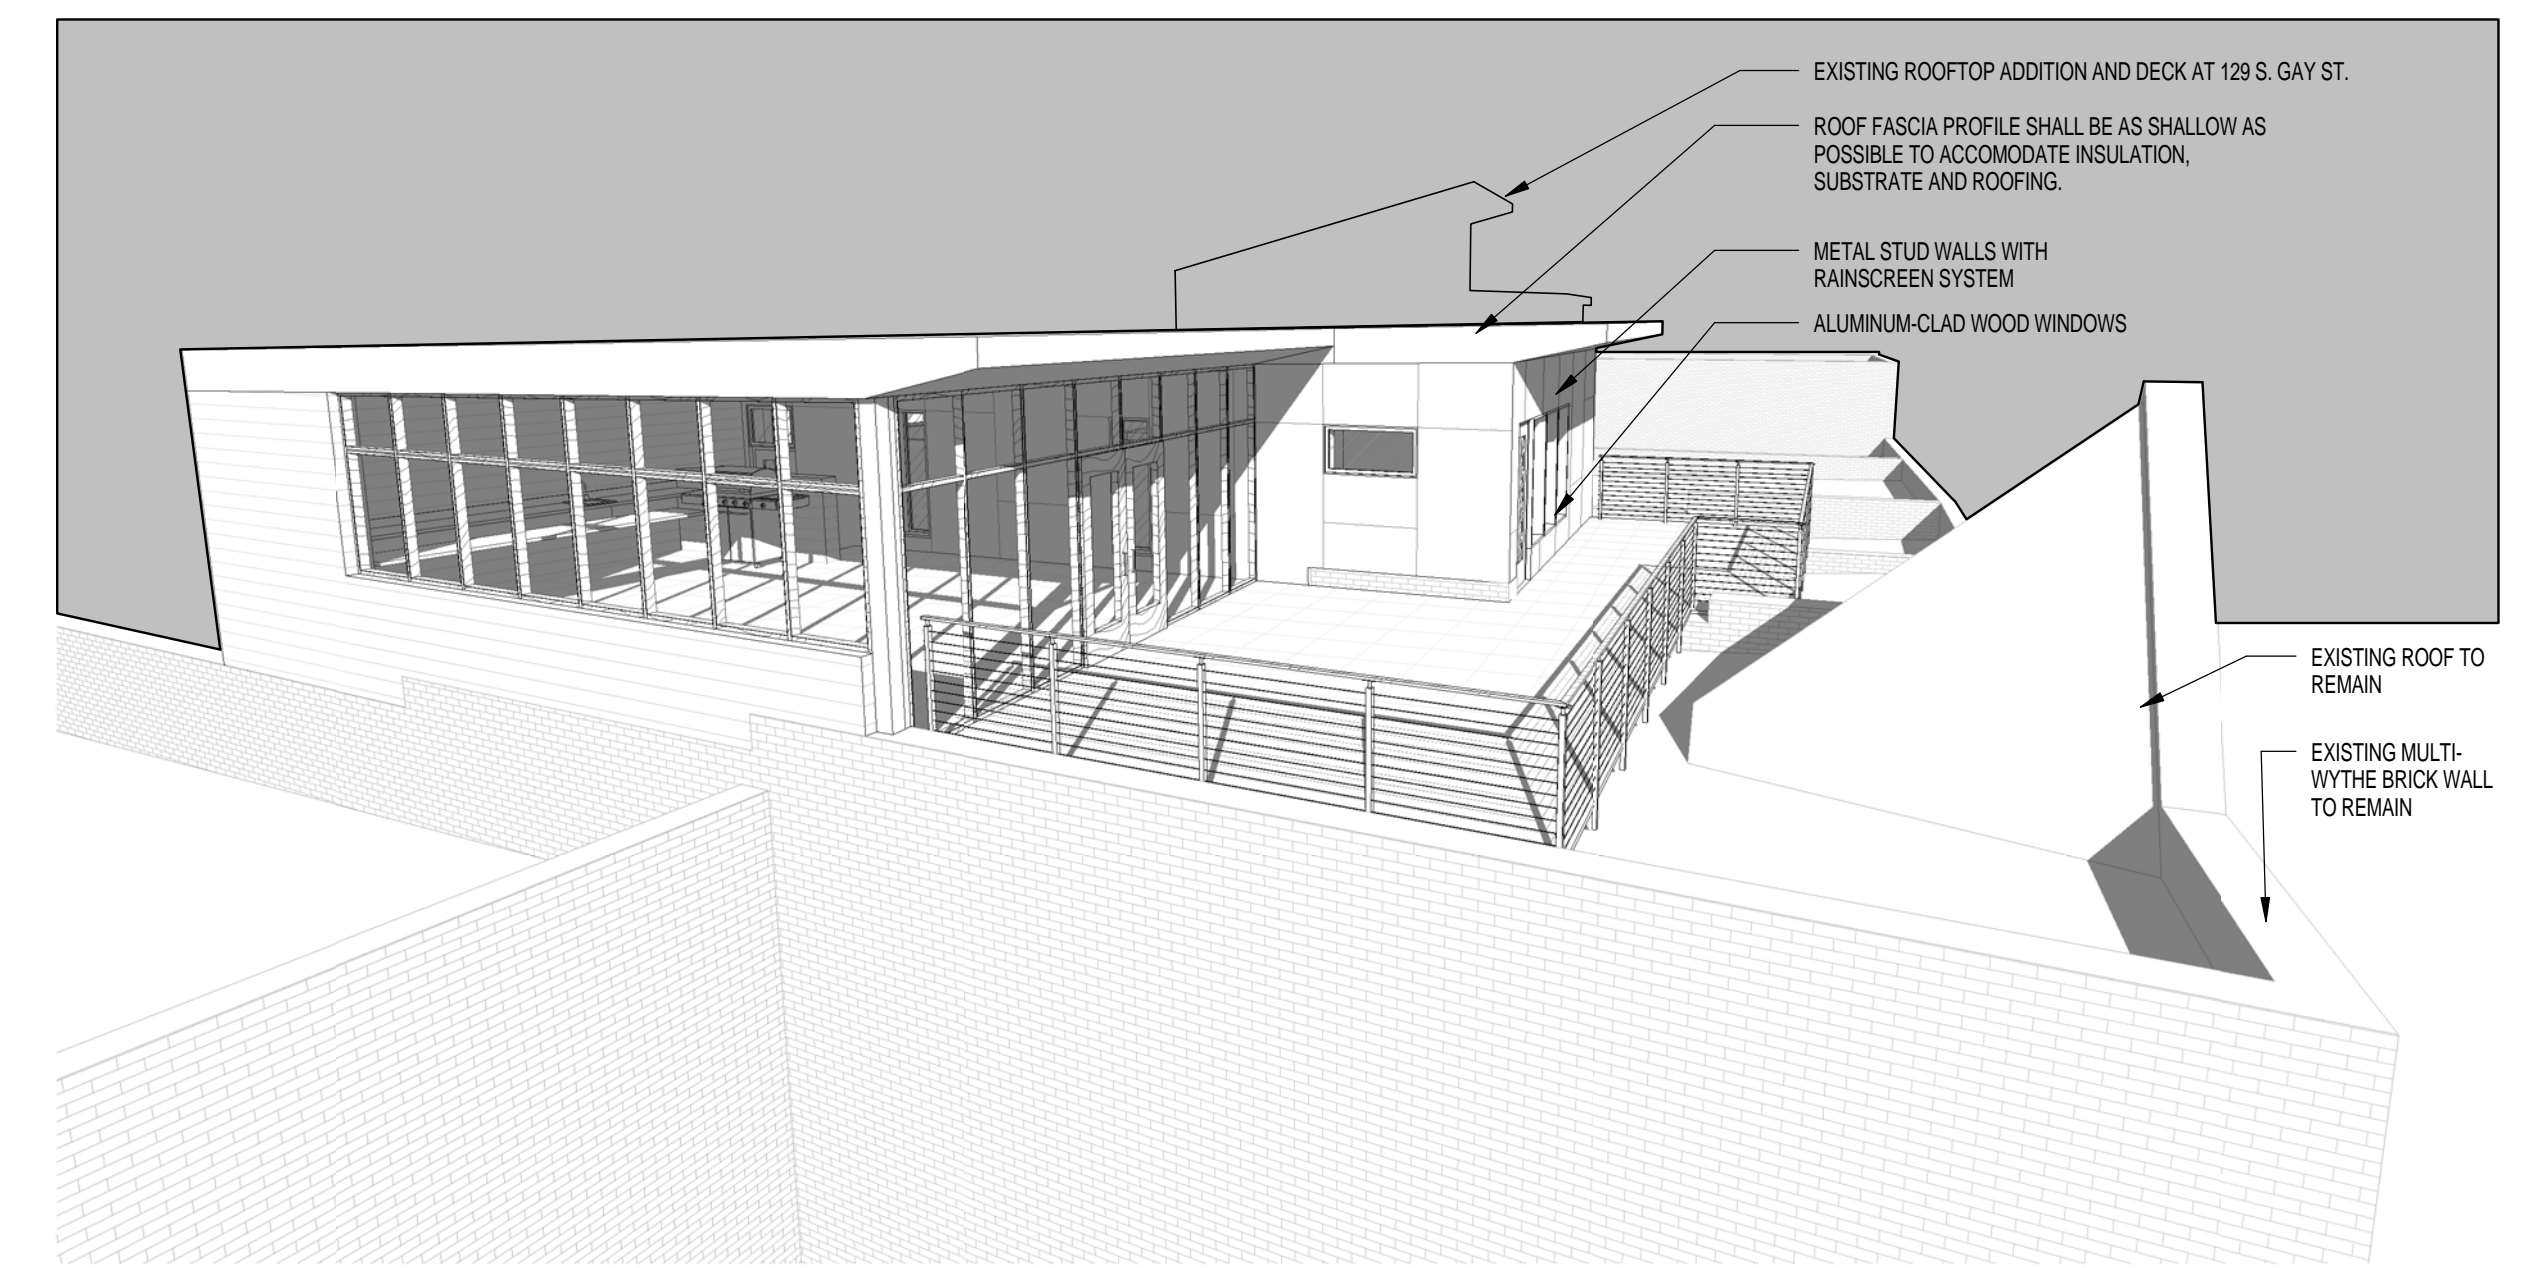 EXISTING ROOFTOP ADDITION AND DECK AT 129 S. GAY ST.
ROOF FASCIA PROFILE SHALL BE AS SHALLOW AS
POSSIBLE TO ACCOMODATE INSULATION,
SUBSTRATE AND ROOFING.
METAL STUD WALLS WITH
RAINSCREEN SYSTEM
ALUMINUM-CLAD WOOD WINDOWS
EXISTING ROOF TO
REMAIN
EXISTING MULTI-
WYTHE BRICK WALL
TO REMAIN